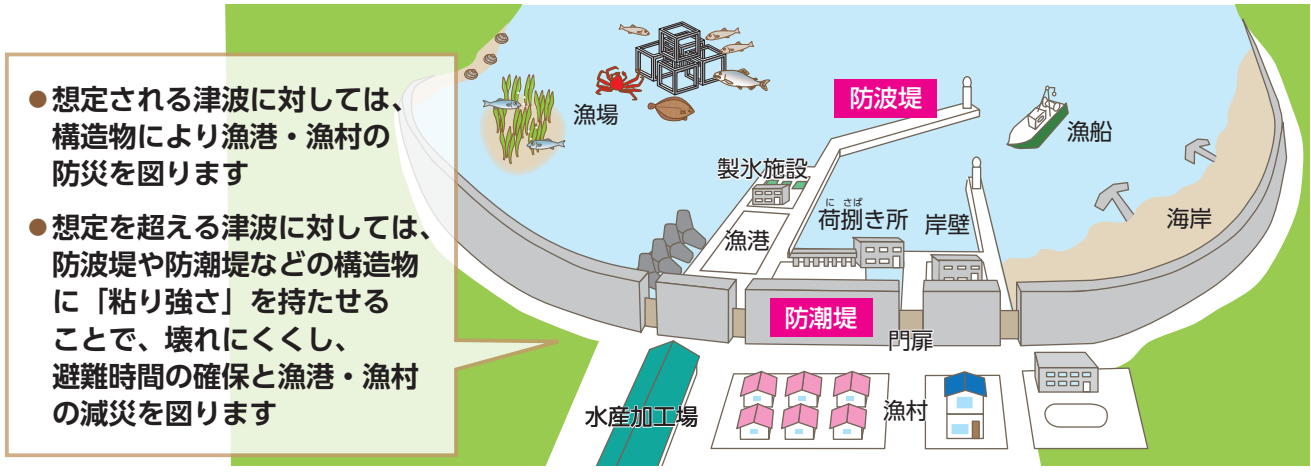 ●想定される津波に対しては、
構造物により漁港・漁村の
防災を図ります
●想定を超える津波に対しては、
防波堤や防潮堤などの構造物
に「粘り強さ」を持たせる
ことで、壊れにくくし、
避難時間の確保と漁港・漁村
の減災を図ります
漁場
防波堤
漁船
製氷施設
に さば
荷捌き所
岸壁
海岸
漁港
防潮堤
門扉
水産加工場
漁村